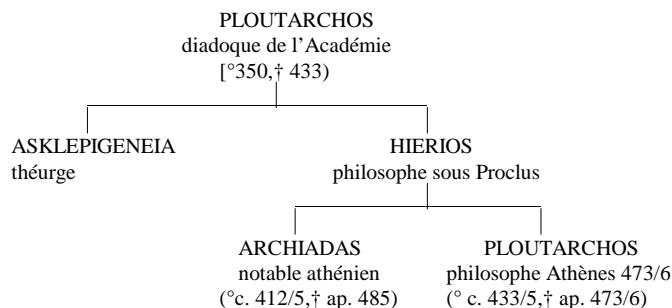 PLOUTARCHOS
diadoque de l’Académie
[°350,† 433)
ASKLEPIGENEIA
théurge
HIERIOS
philosophe sous Proclus
ARCHIADAS
notable athénien
(°c. 412/5,† ap. 485)
PLOUTARCHOS
philosophe Athènes 473/6
(° c. 433/5,† ap. 473/6)